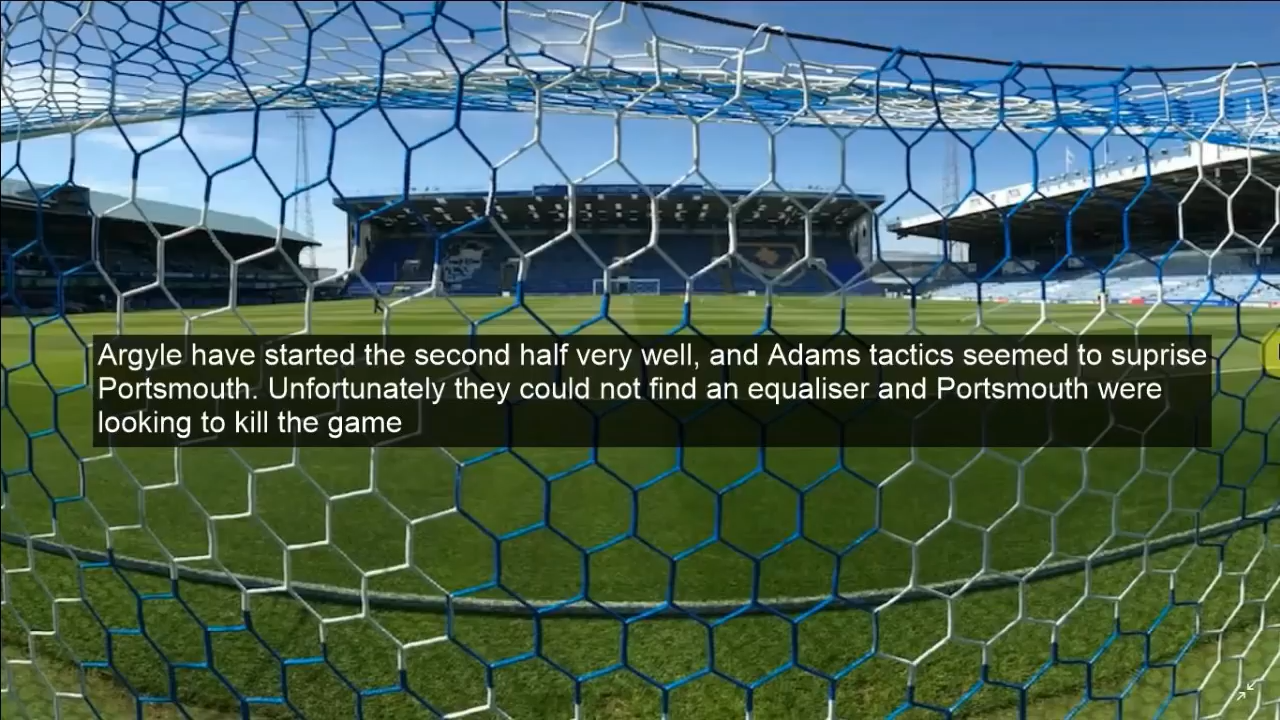 Argyle have started the second half very well, and Adams tactics seemed to suprise
Portsmouth. Unfortunately they could not find an equaliser and Portsmouth were
looking to kill the game